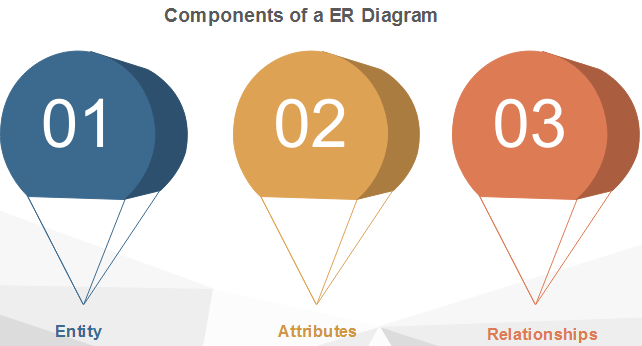 Components of a ER Diagram
01
02
03
Entity
Attributes
Relationships